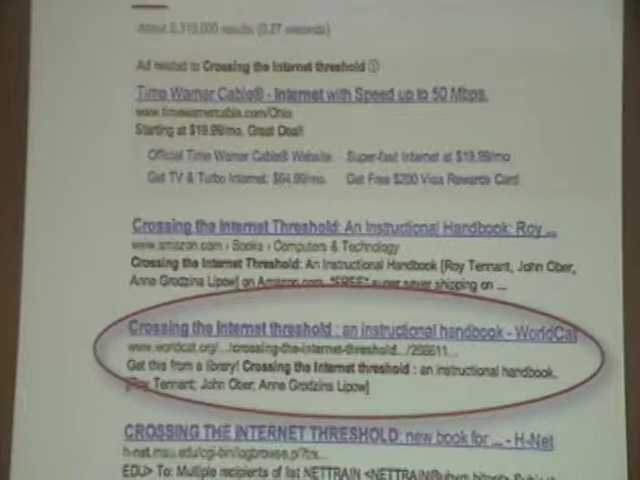 About 2,310,000 results (0.27 seconds)
Ad related to Crossing the Internet threshold ⓘ
Time Warner Cable® - Internet with Speed up to 50 Mbps.
www.timewarnercable.com/Ohio
Starting at $19.99/mo. Great Deal!
Official Time Warner Cable® Website Super-fast Internet at $19.99/mo
Get TV & Turbo Internet: $64.99/mo. Get Free $200 Visa Rewards Card
Crossing the Internet Threshold: An Instructional Handbook: Roy ...
www.amazon.com › Books › Computers & Technology
Crossing the Internet Threshold: An Instructional Handbook [Roy Tennant, John Ober,
Anne Grodzins Lipow] on Amazon.com. *FREE* super saver shipping on ...
Crossing the Internet threshold : an instructional handbook - WorldCat
www.worldcat.org/.../crossing-the-internet-threshold.../
Get this from a library! Crossing the Internet threshold : an instructional handbook.
[Roy Tennant; John Ober; Anne Grodzins Lipow]
CROSSING THE INTERNET THRESHOLD: new book for ... - H-Net
h-net.msu.edu/cgi-bin/logbrowse.pl?trx...
EDU> To: Multiple recipients of list NETTRAIN